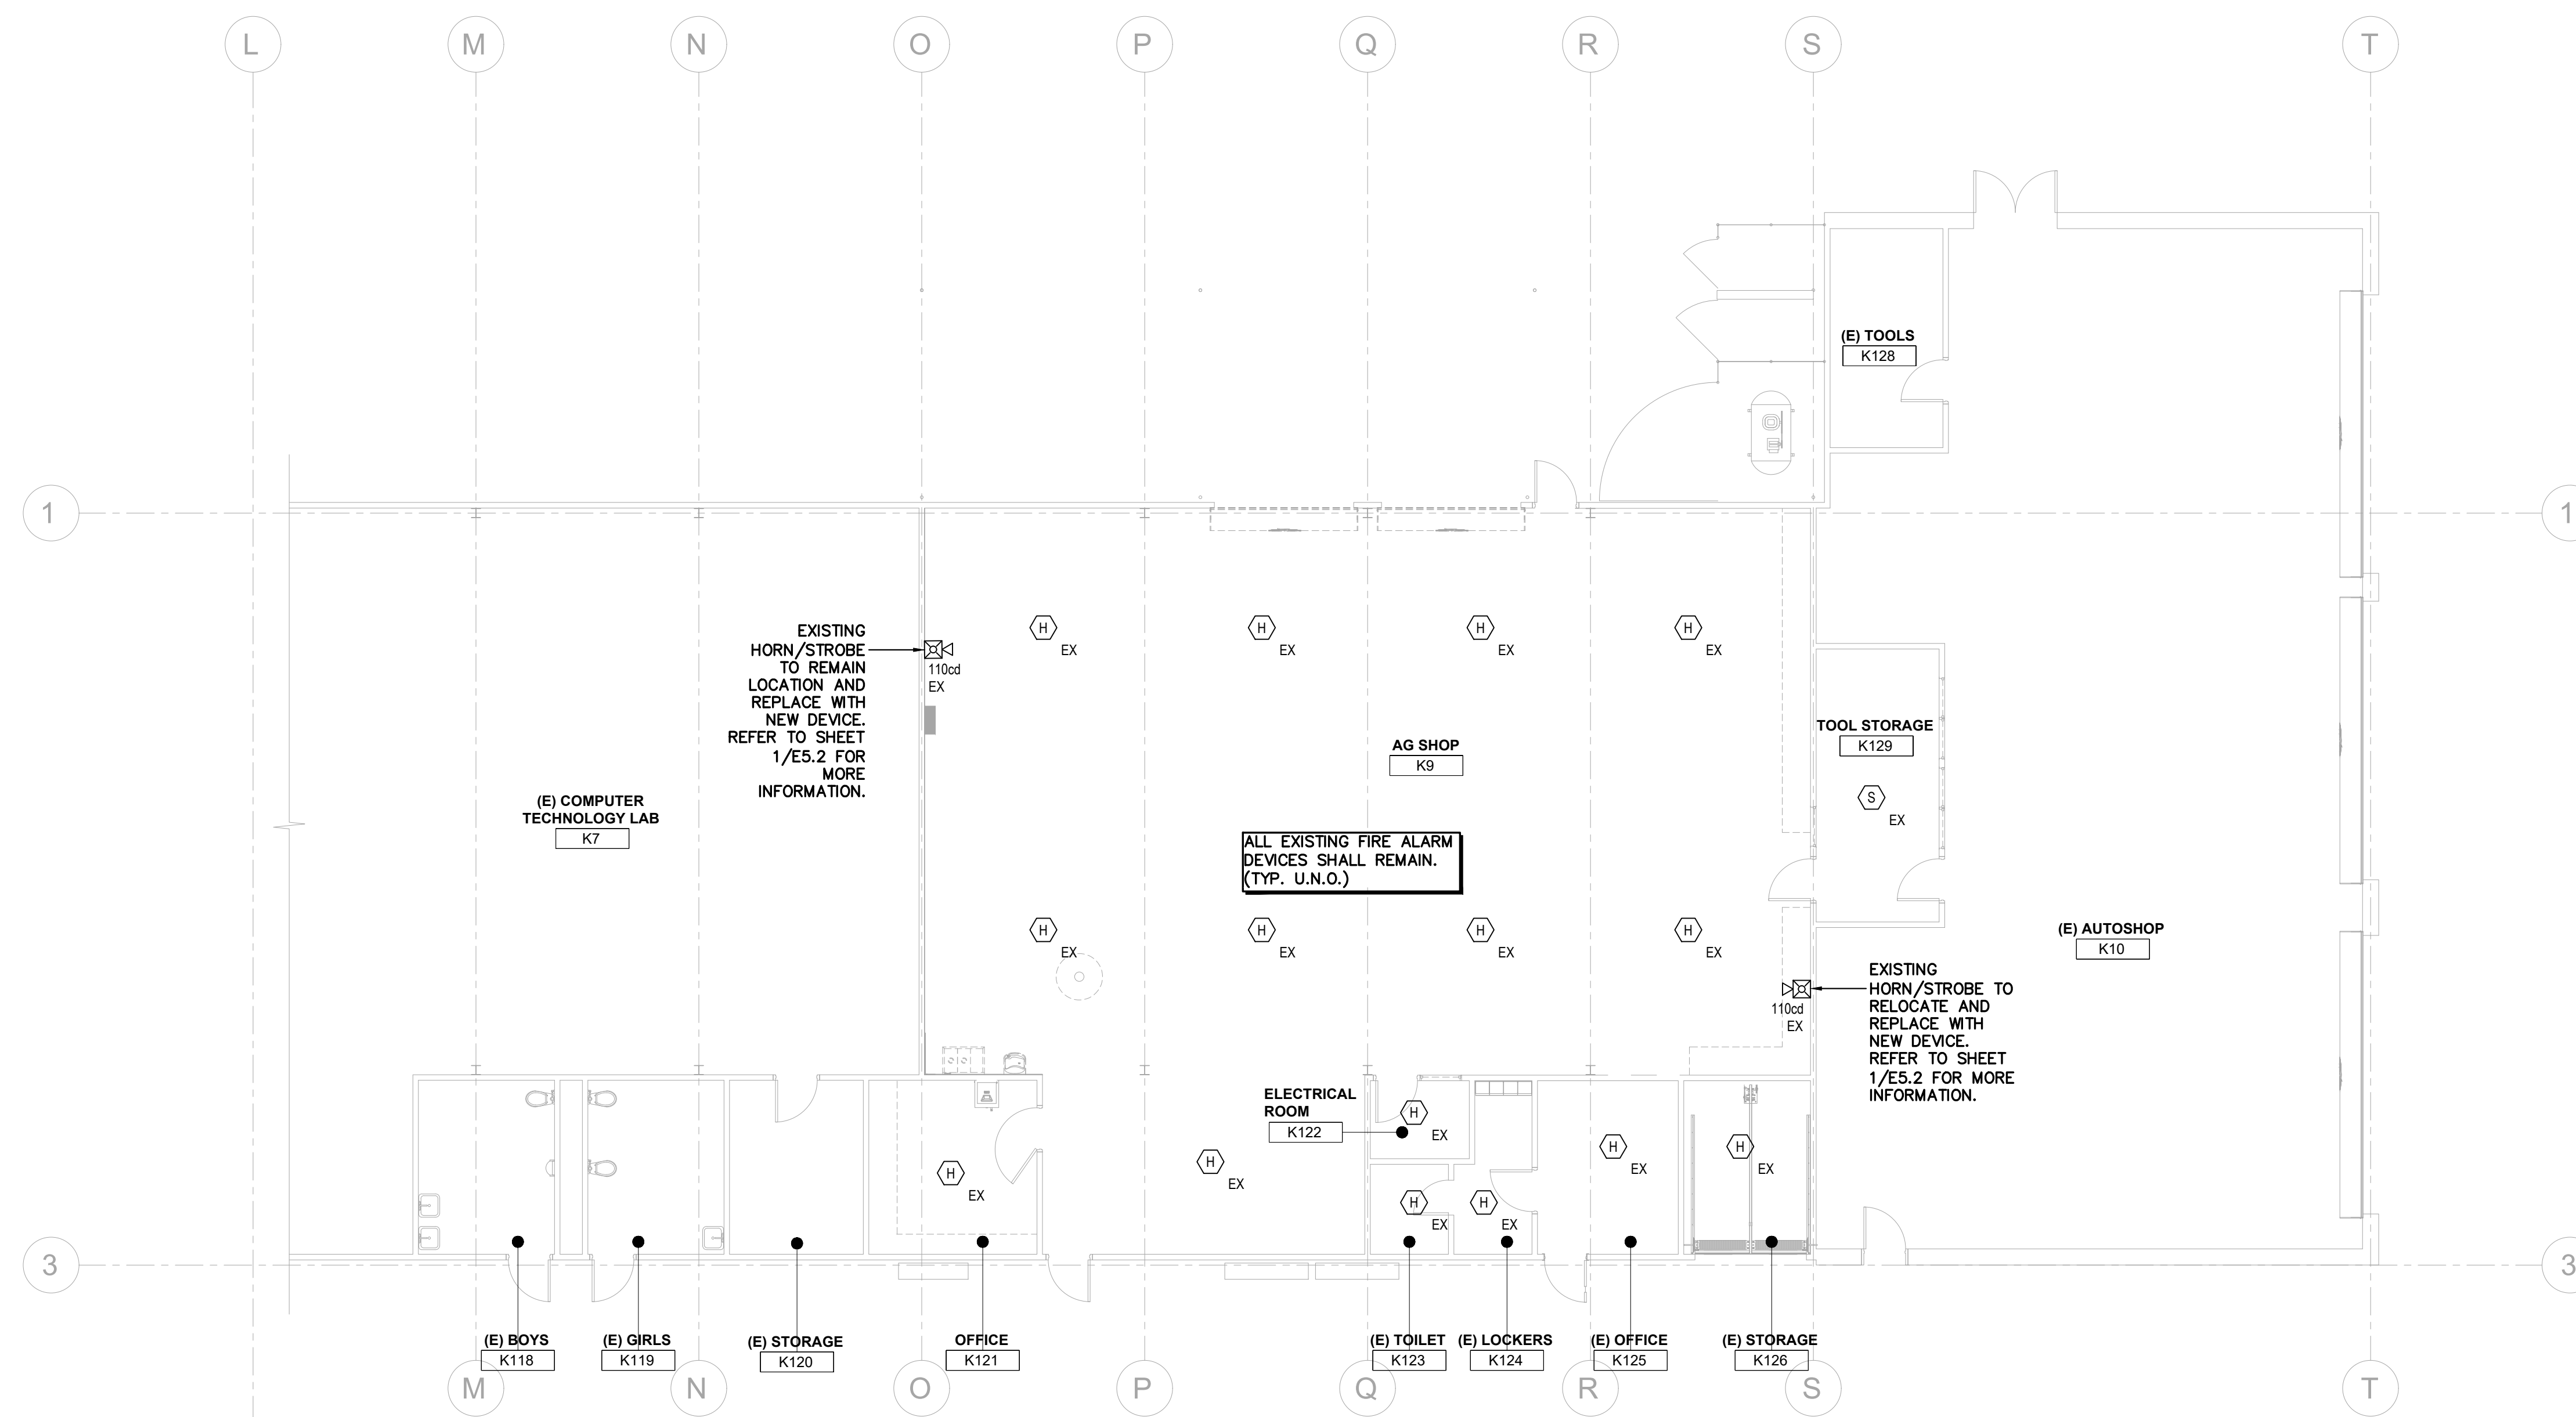 L
M
N
O
P
Q
R
S
T
(E) TOOLS
K128
1
1
EXISTING
HORN/STROBE
TO REMAIN
LOCATION AND
REPLACE WITH
NEW DEVICE.
REFER TO SHEET
1/E5.2 FOR
MORE
INFORMATION.
110cd
EX
H
EX
H
EX
H
EX
H
EX
TOOL STORAGE
K129
S
EX
AG SHOP
K9
(E) COMPUTER
TECHNOLOGY LAB
K7
ALL EXISTING FIRE ALARM
DEVICES SHALL REMAIN.
(TYP. U.N.O.)
H
EX
H
EX
H
EX
H
EX
(E) AUTOSHOP
K10
110cd
EX
EXISTING
HORN/STROBE TO
RELOCATE AND
REPLACE WITH
NEW DEVICE.
REFER TO SHEET
1/E5.2 FOR MORE
INFORMATION.
ELECTRICAL
ROOM
K122
H
EX
H
EX
H
EX
H
EX
H
EX
H
EX
H
EX
3
3
(E) BOYS
K118
(E) GIRLS
K119
(E) STORAGE
K120
OFFICE
K121
(E) TOILET
K123
(E) LOCKERS
K124
(E) OFFICE
K125
(E) STORAGE
K126
M
N
O
P
Q
R
S
T